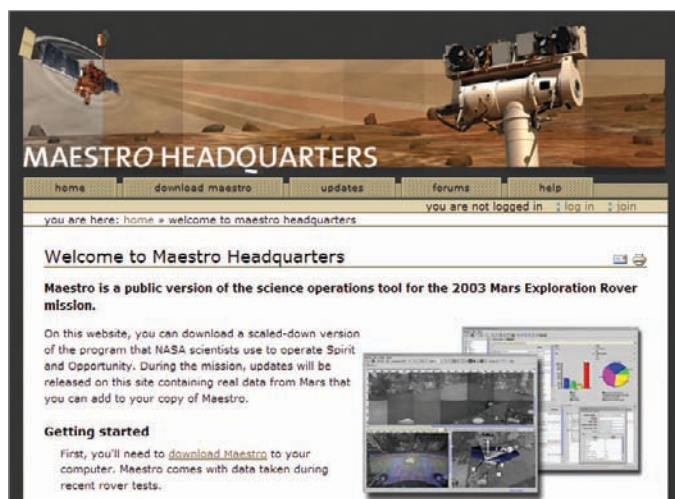 MAESTRO HEADQUARTERS
home download maestro updates forums help
you are not logged in log in join
you are here: home » welcome to maestro headquarters
Welcome to Maestro Headquarters
Maestro is a public version of the science operations tool for the 2003 Mars Exploration Rover
mission.
On this website, you can download a scaled-down version
of the program that NASA scientists use to operate Spirit
and Opportunity. During the mission, updates will be
released on this site containing real data from Mars that
you can add to your copy of Maestro.
Getting started
First, you'll need to download Maestro to your
computer. Maestro comes with data taken during
recent rover tests.